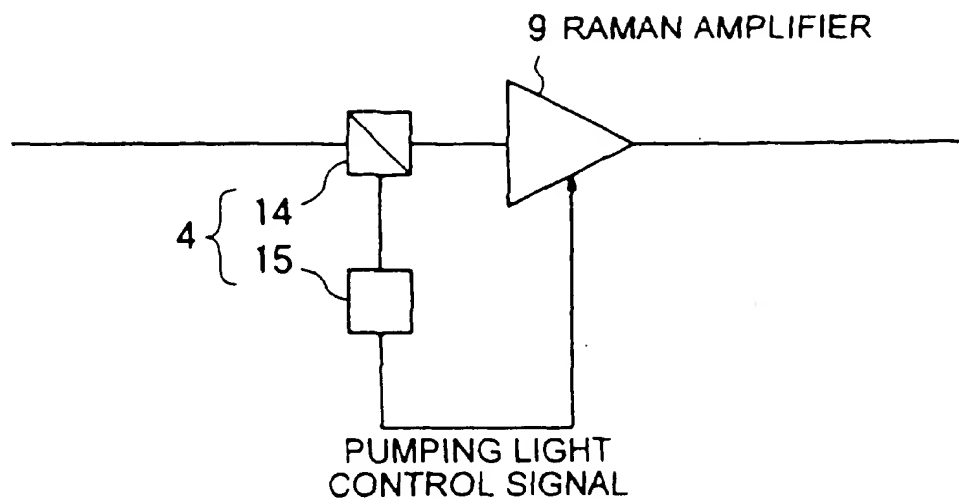 9 RAMAN AMPLIFIER
14
4
15
PUMPING LIGHT
CONTROL SIGNAL